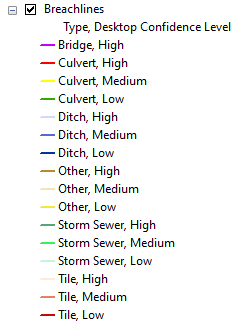 Breachlines
Type, Desktop Confidence Level
Bridge, High
Culvert, High
Culvert, Medium
Culvert, Low
Ditch, High
Ditch, Medium
Ditch, Low
Other, High
Other, Medium
Other, Low
Storm Sewer, High
Storm Sewer, Medium
Storm Sewer, Low
Tile, High
Tile, Medium
Tile, Low